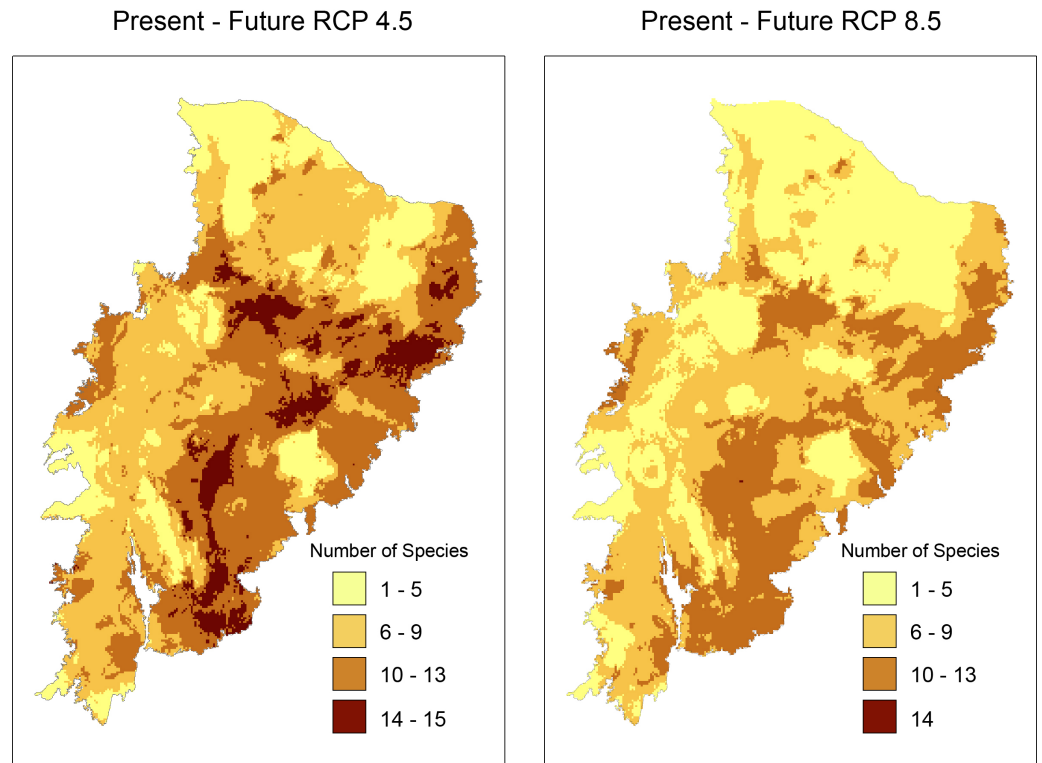 Present - Future RCP 4.5
Present - Future RCP 8.5
Number of Species
1 - 5
6 - 9
10 - 13
14 - 15
Number of Species
1 - 5
6 - 9
10 - 13
14